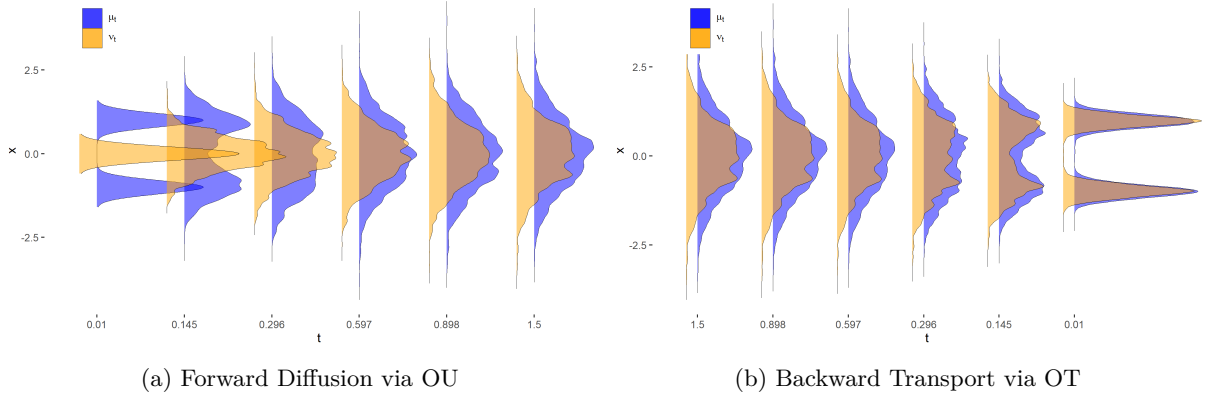 μt
νt
2.5
0.0
-2.5
x
0.01 0.145 0.296 0.597 0.898 1.5
t
(a) Forward Diffusion via OU
μt
νt
2.5
0.0
-2.5
x
1.5 0.898 0.597 0.296 0.145 0.01
t
(b) Backward Transport via OT